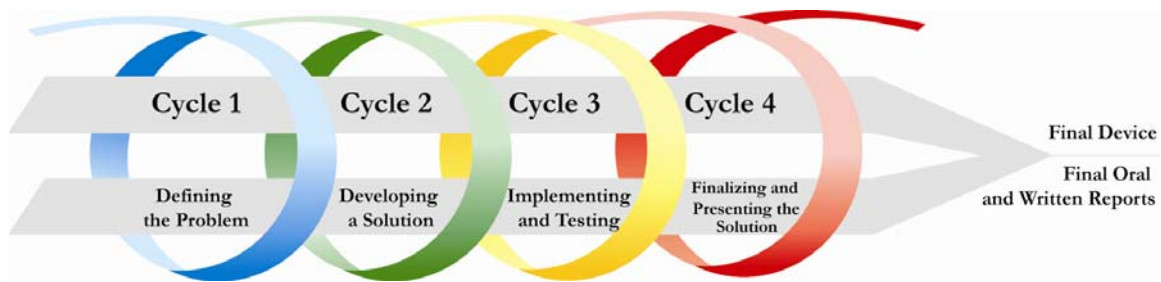 Cycle 1
Cycle 2
Cycle 3
Cycle 4
Defining
the Problem
Developing
a Solution
Implementing
and Testing
Finalizing and
Presenting the
Solution
Final Device
Final Oral
and Written Reports